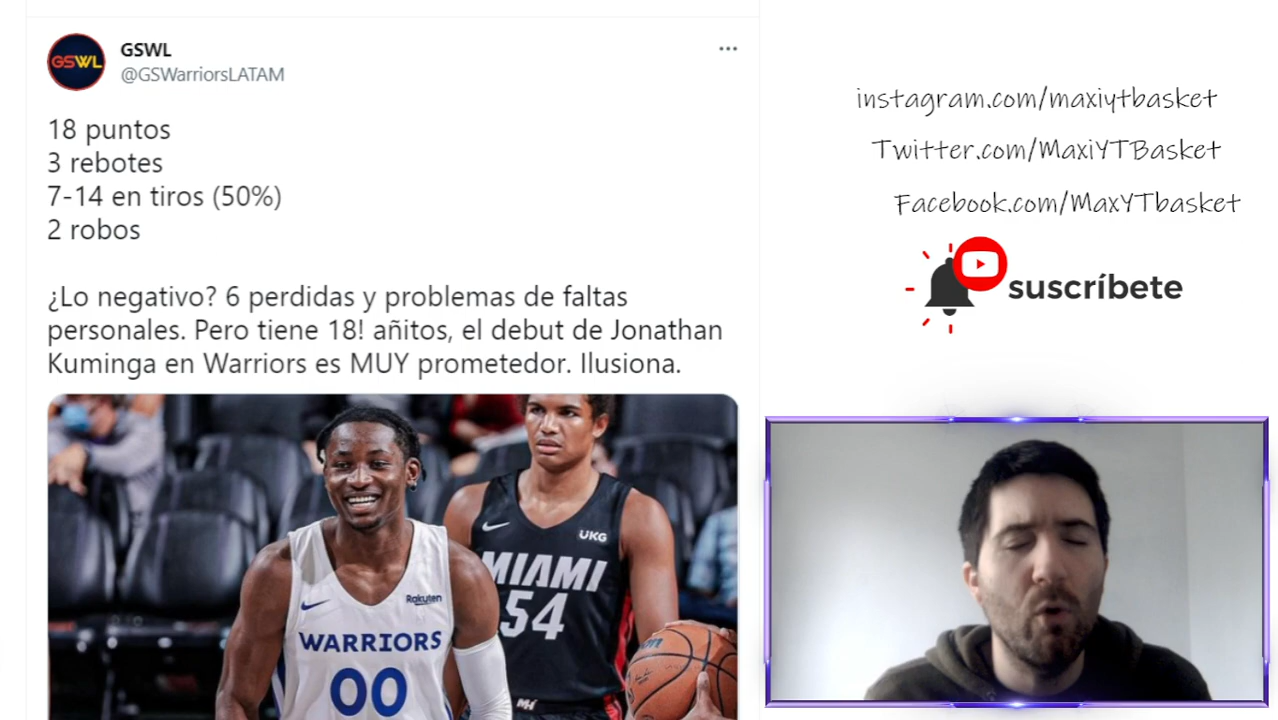 GSWL
GSWL
@GSWarriorsLATAM
18 puntos
3 rebotes
7-14 en tiros (50%)
2 robos
¿Lo negativo? 6 perdidas y problemas de faltas
personales. Pero tiene 18! añitos, el debut de Jonathan
Kuminga en Warriors es MUY prometedor. Ilusiona.
UKG
MIAMI
54
Rakuten
WARRIORS
00
instagram.com/maxiytbasket
Twitter.com/MaxiYTBasket
Facebook.com/MaxYTbasket
suscríbete